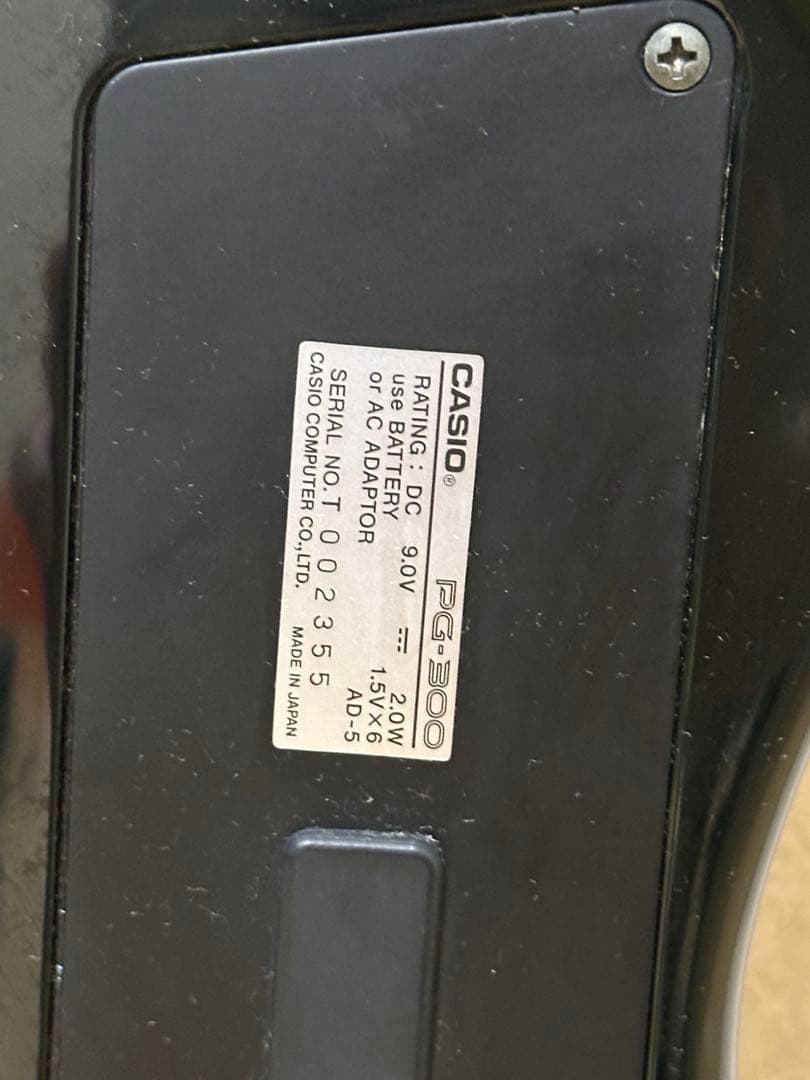 CASIO® PG-300
RATING : DC 9.0V ⎓ 2.0W
use BATTERY 1.5V×6
or AC ADAPTOR AD-5
SERIAL NO. T 002355
CASIO COMPUTER CO.,LTD. MADE IN JAPAN